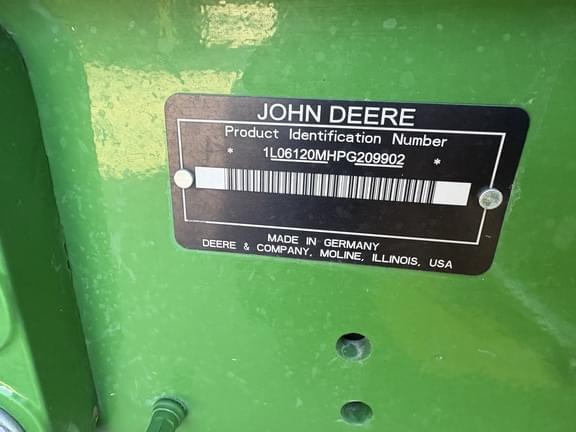 JOHN DEERE
Product Identification Number
* 1L06120MHPG209902 *
MADE IN GERMANY
DEERE & COMPANY, MOLINE, ILLINOIS, USA